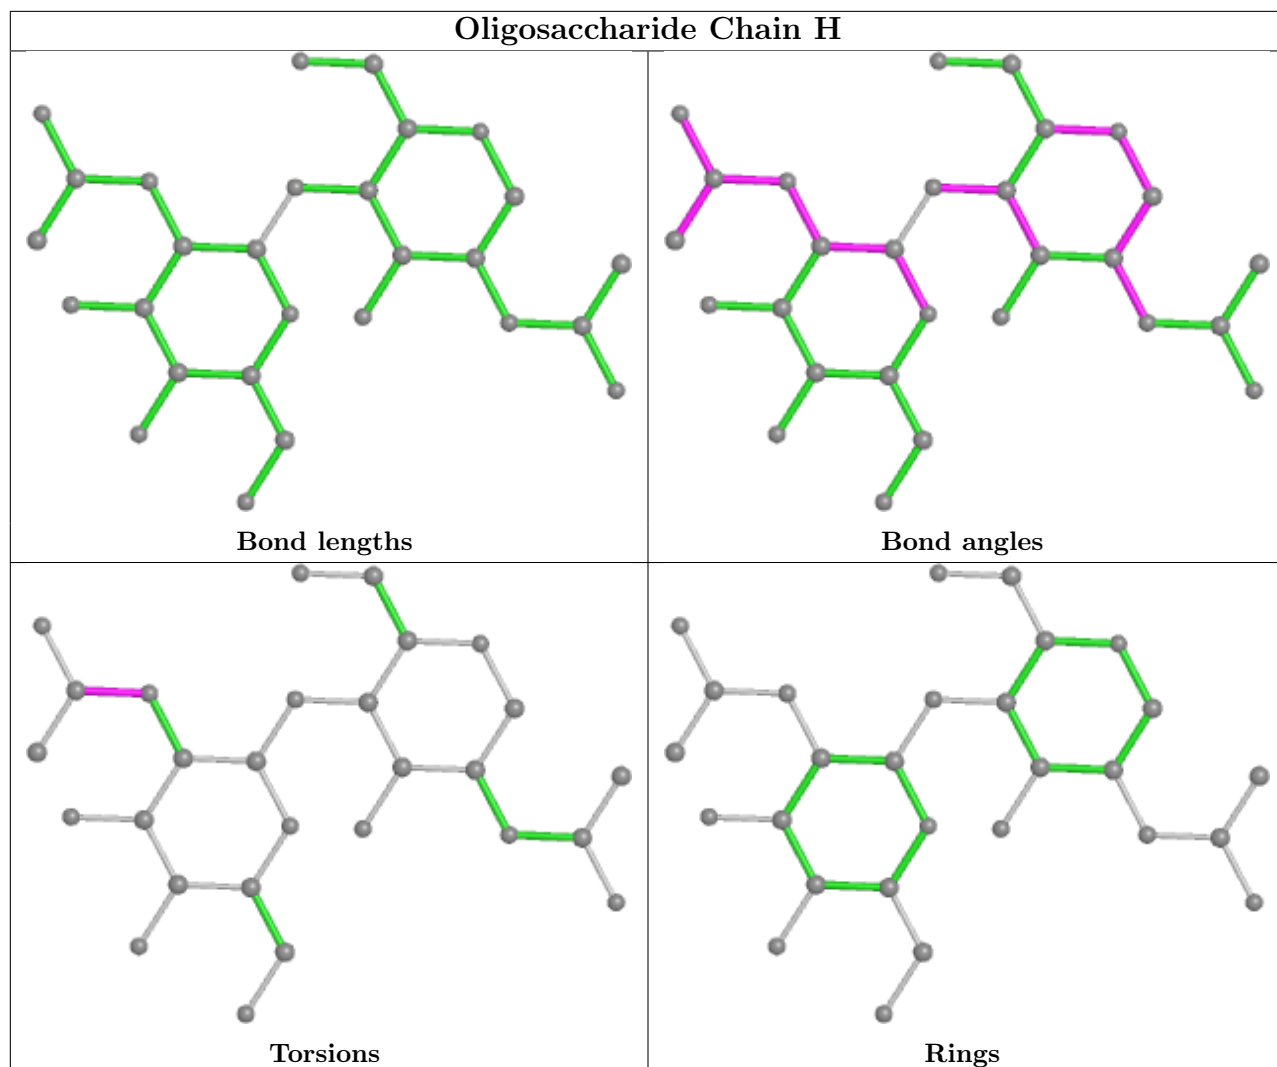 Oligosaccharide Chain H
Bond lengths
Bond angles
Torsions
Rings